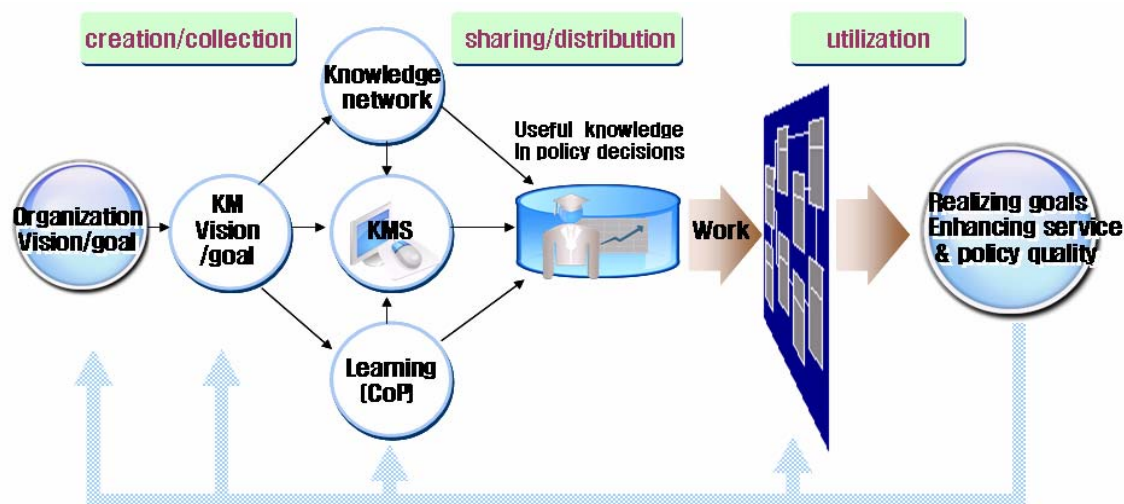 creation/collection
sharing/distribution
utilization
Knowledge
network
Useful knowledge
In policy decisions
Organization
Vision/goal
KM
Vision
/goal
KMS
Work
Realizing goals
Enhancing service
& policy quality
Learning
(CoP)